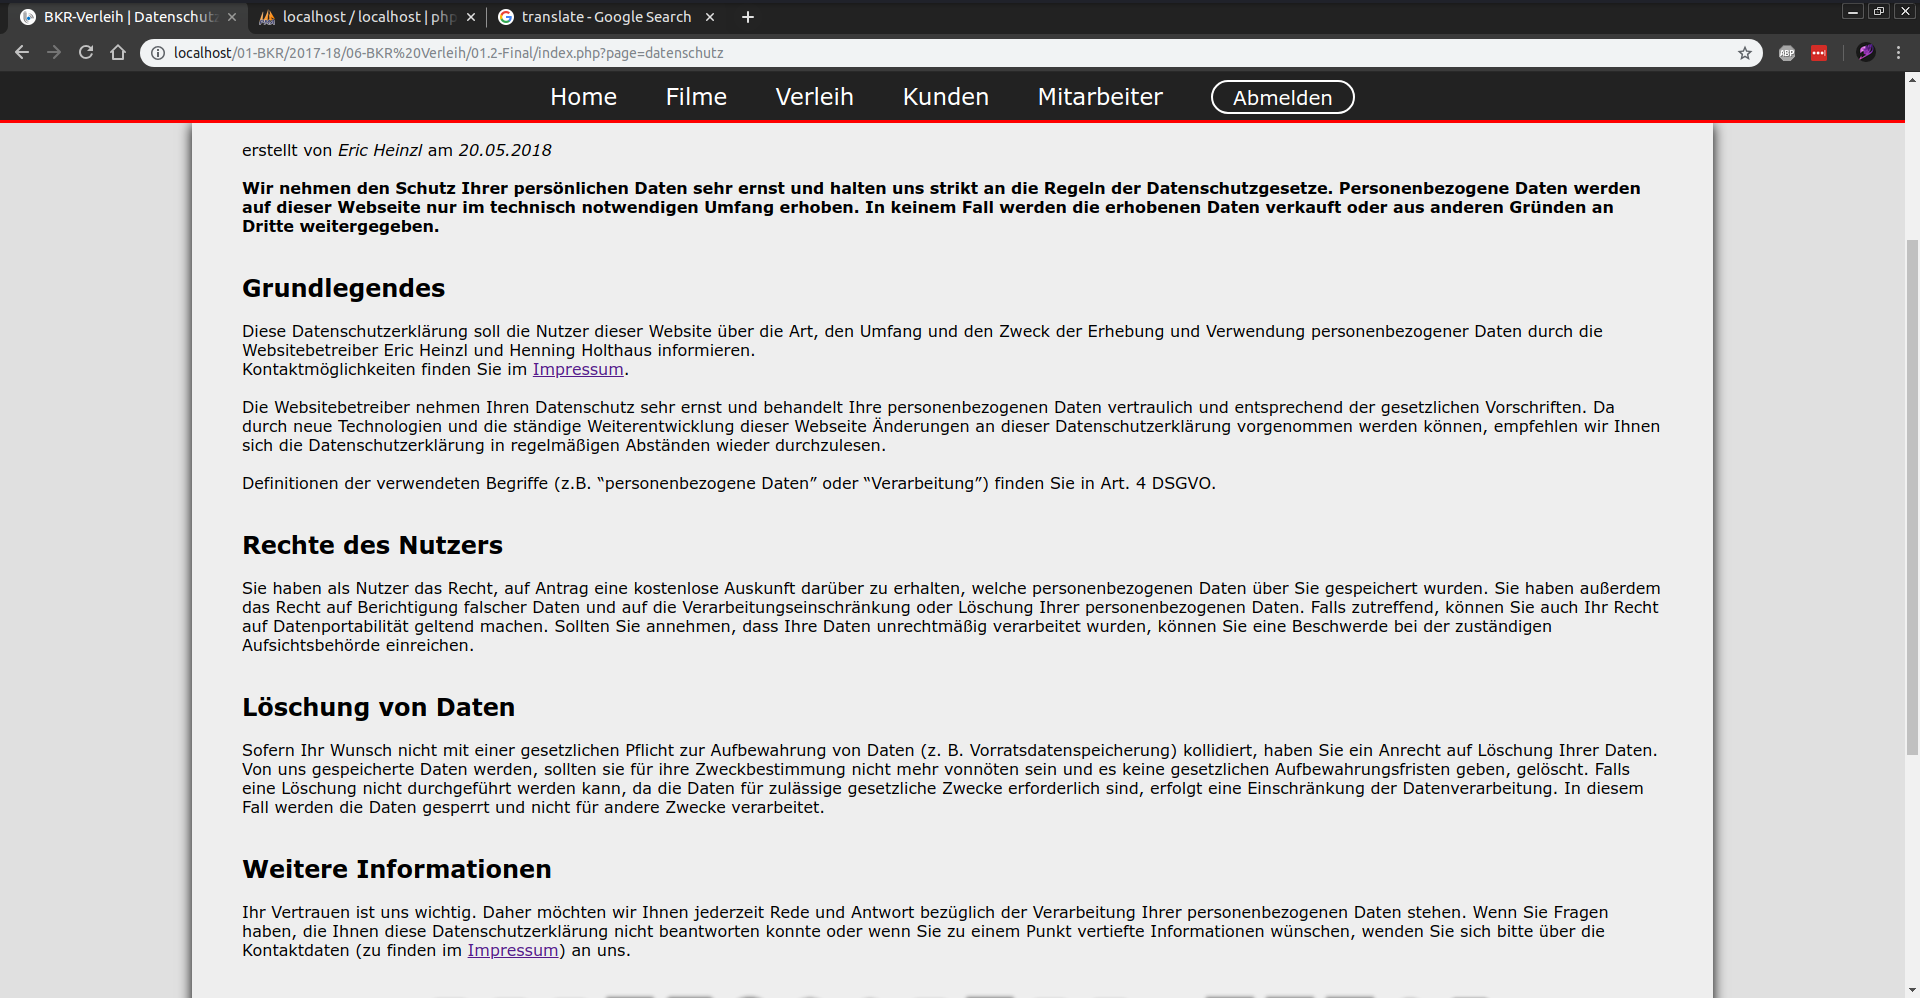 BKR-Verleih | Datenschutz
localhost / localhost | php
translate - Google Search
localhost/01-BKR/2017-18/06-BKR%20Verleih/01.2-Final/index.php?page=datenschutz
ABP
Home Filme Verleih Kunden Mitarbeiter Abmelden
erstellt von Eric Heinzl am 20.05.2018
Wir nehmen den Schutz Ihrer persönlichen Daten sehr ernst und halten uns strikt an die Regeln der Datenschutzgesetze. Personenbezogene Daten werden
auf dieser Webseite nur im technisch notwendigen Umfang erhoben. In keinem Fall werden die erhobenen Daten verkauft oder aus anderen Gründen an
Dritte weitergegeben.
Grundlegendes
Diese Datenschutzerklärung soll die Nutzer dieser Website über die Art, den Umfang und den Zweck der Erhebung und Verwendung personenbezogener Daten durch die
Websitebetreiber Eric Heinzl und Henning Holthaus informieren.
Kontaktmöglichkeiten finden Sie im Impressum.
Die Websitebetreiber nehmen Ihren Datenschutz sehr ernst und behandelt Ihre personenbezogenen Daten vertraulich und entsprechend der gesetzlichen Vorschriften. Da
durch neue Technologien und die ständige Weiterentwicklung dieser Webseite Änderungen an dieser Datenschutzerklärung vorgenommen werden können, empfehlen wir Ihnen
sich die Datenschutzerklärung in regelmäßigen Abständen wieder durchzulesen.
Definitionen der verwendeten Begriffe (z.B. “personenbezogene Daten” oder “Verarbeitung”) finden Sie in Art. 4 DSGVO.
Rechte des Nutzers
Sie haben als Nutzer das Recht, auf Antrag eine kostenlose Auskunft darüber zu erhalten, welche personenbezogenen Daten über Sie gespeichert wurden. Sie haben außerdem
das Recht auf Berichtigung falscher Daten und auf die Verarbeitungseinschränkung oder Löschung Ihrer personenbezogenen Daten. Falls zutreffend, können Sie auch Ihr Recht
auf Datenportabilität geltend machen. Sollten Sie annehmen, dass Ihre Daten unrechtmäßig verarbeitet wurden, können Sie eine Beschwerde bei der zuständigen
Aufsichtsbehörde einreichen.
Löschung von Daten
Sofern Ihr Wunsch nicht mit einer gesetzlichen Pflicht zur Aufbewahrung von Daten (z. B. Vorratsdatenspeicherung) kollidiert, haben Sie ein Anrecht auf Löschung Ihrer Daten.
Von uns gespeicherte Daten werden, sollten sie für ihre Zweckbestimmung nicht mehr vonnöten sein und es keine gesetzlichen Aufbewahrungsfristen geben, gelöscht. Falls
eine Löschung nicht durchgeführt werden kann, da die Daten für zulässige gesetzliche Zwecke erforderlich sind, erfolgt eine Einschränkung der Datenverarbeitung. In diesem
Fall werden die Daten gesperrt und nicht für andere Zwecke verarbeitet.
Weitere Informationen
Ihr Vertrauen ist uns wichtig. Daher möchten wir Ihnen jederzeit Rede und Antwort bezüglich der Verarbeitung Ihrer personenbezogenen Daten stehen. Wenn Sie Fragen
haben, die Ihnen diese Datenschutzerklärung nicht beantworten konnte oder wenn Sie zu einem Punkt vertiefte Informationen wünschen, wenden Sie sich bitte über die
Kontaktdaten (zu finden im Impressum) an uns.